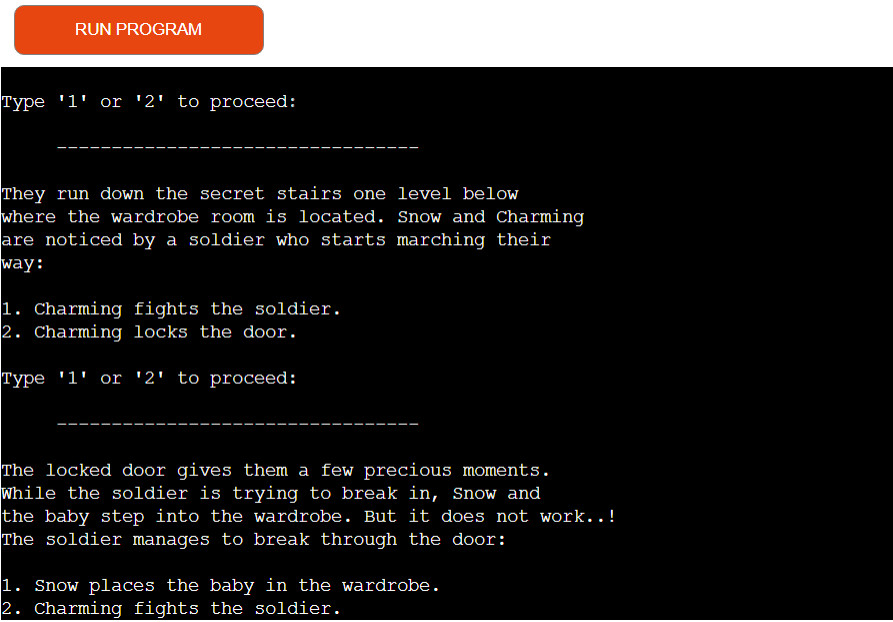 RUN PROGRAM
Type '1' or '2' to proceed:
---------------------------------
They run down the secret stairs one level below
where the wardrobe room is located. Snow and Charming
are noticed by a soldier who starts marching their
way:
1. Charming fights the soldier.
2. Charming locks the door.
Type '1' or '2' to proceed:
---------------------------------
The locked door gives them a few precious moments.
While the soldier is trying to break in, Snow and
the baby step into the wardrobe. But it does not work..!
The soldier manages to break through the door:
1. Snow places the baby in the wardrobe.
2. Charming fights the soldier.